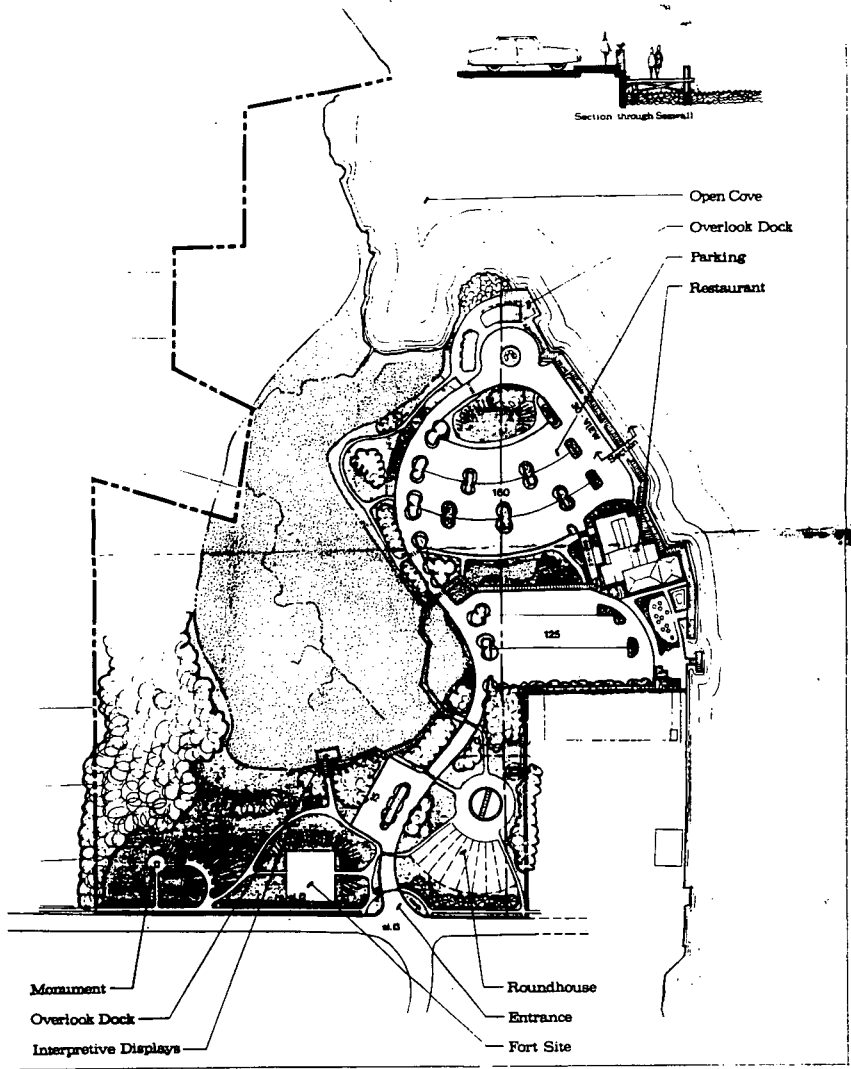 Section through Seawall
Open Cove
Overlook Dock
Parking
Restaurant
160
125
Monument
Overlook Dock
Interpretive Displays
Roundhouse
Entrance
Fort Site